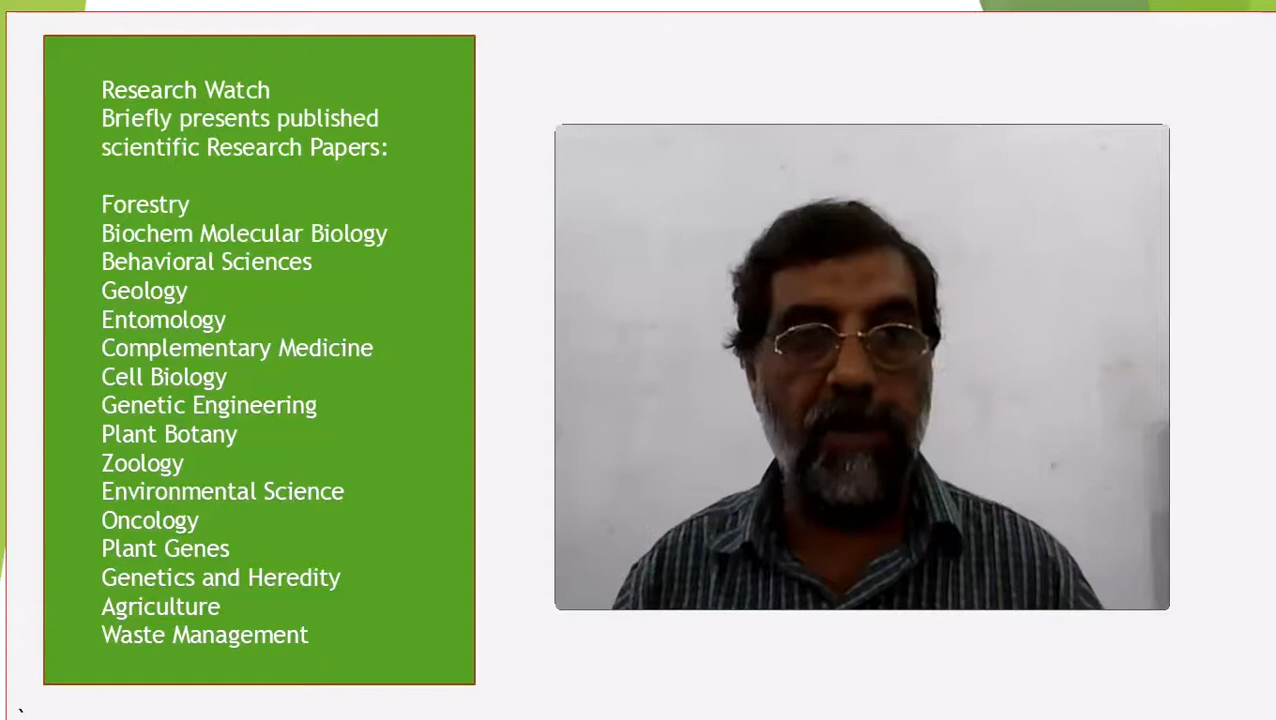 Research Watch
Briefly presents published
scientific Research Papers:
Forestry
Biochem Molecular Biology
Behavioral Sciences
Geology
Entomology
Complementary Medicine
Cell Biology
Genetic Engineering
Plant Botany
Zoology
Environmental Science
Oncology
Plant Genes
Genetics and Heredity
Agriculture
Waste Management
`